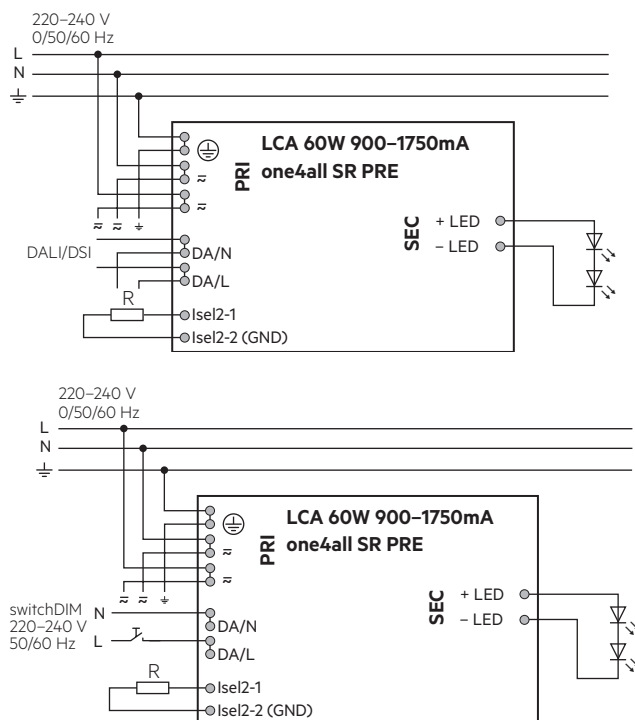 220–240 V
0/50/60 Hz
L
N
LCA 60W 900–1750mA
one4all SR PRE
PRI
SEC
+ LED
– LED
DALI/DSI
DA/N
DA/L
R
Isel2-1
Isel2-2 (GND)
220–240 V
0/50/60 Hz
L
N
LCA 60W 900–1750mA
one4all SR PRE
PRI
SEC
+ LED
– LED
switchDIM
N
220–240 V
L
50/60 Hz
DA/N
DA/L
R
Isel2-1
Isel2-2 (GND)